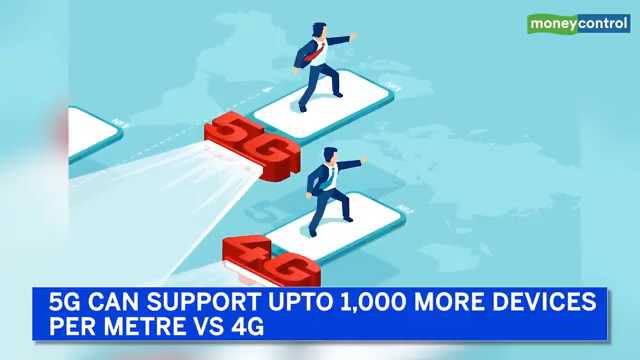 moneycontrol
5G
4G
5G CAN SUPPORT UPTO 1,000 MORE DEVICES
PER METRE VS 4G